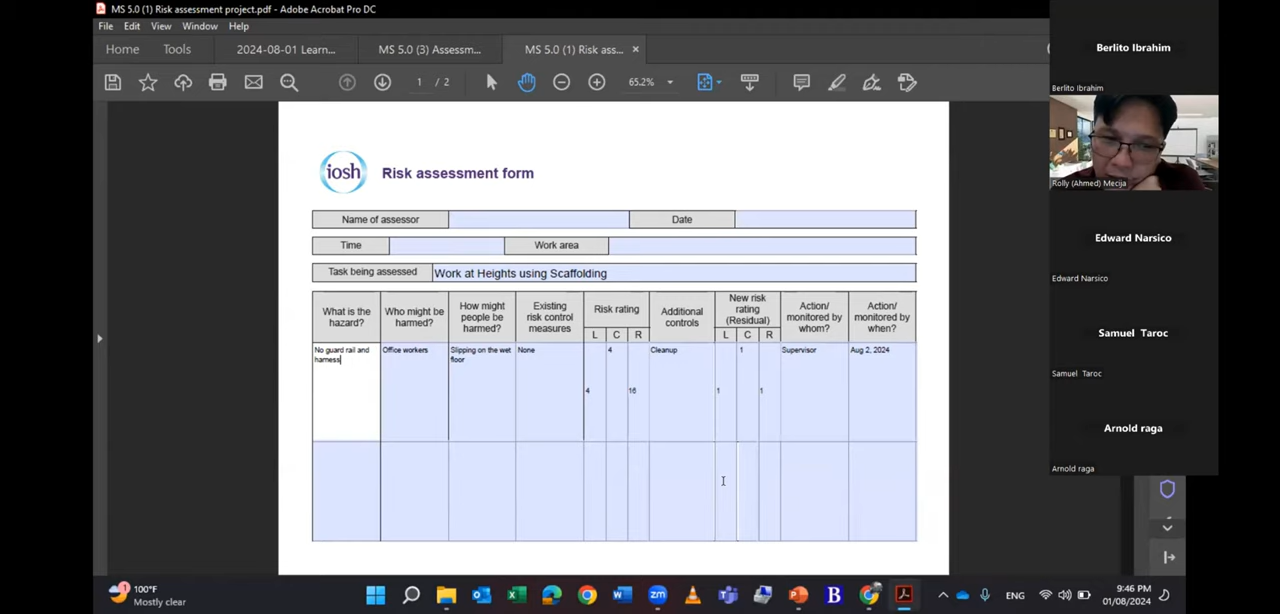 MS 5.0 (1) Risk assessment project.pdf - Adobe Acrobat Pro DC
File Edit View Window Help
Home Tools 2024-08-01 Learn... MS 5.0 (3) Assessm... MS 5.0 (1) Risk ass... ×
1 / 2 65.2%
iosh Risk assessment form
Name of assessor Date
Time Work area
Task being assessed Work at Heights using Scaffolding
What is the hazard?
Who might be harmed?
How might people be harmed?
Existing risk control measures
Risk rating
L C R
Additional controls
New risk rating (Residual)
L C R
Action/ monitored by whom?
Action/ monitored by when?
No guard rail and
harness
Office workers
Slipping on the wet
floor
None
4 4 16
Cleanup
1 1 1
Supervisor
Aug 2, 2024
Berlito Ibrahim
Berlito Ibrahim
Rolly (Ahmed) Mecija
Edward Narsico
Edward Narsico
Samuel Taroc
Samuel Taroc
Arnold raga
Arnold raga
1
100°F
Mostly clear
zm
B
ENG
9:46 PM
01/08/2024